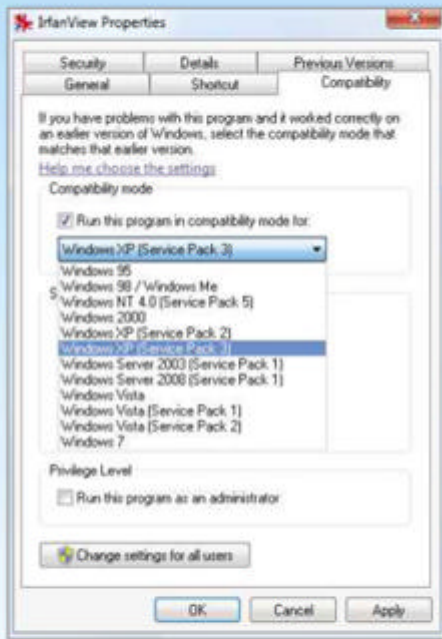 IrfanView Properties
Security Details Previous Versions
General Shortcut Compatibility
If you have problems with this program and it worked correctly on
an earlier version of Windows, select the compatibility mode that
matches that earlier version.
Help me choose the settings
Compatibility mode
Run this program in compatibility mode for:
Windows XP (Service Pack 3)
Windows 95
Windows 98 / Windows Me
S Windows NT 4.0 (Service Pack 5)
Windows 2000
Windows XP (Service Pack 2)
Windows XP (Service Pack 3)
Windows Server 2003 (Service Pack 1)
Windows Server 2008 (Service Pack 1)
Windows Vista
Windows Vista (Service Pack 1)
Windows Vista (Service Pack 2)
Windows 7
Privilege Level
Run this program as an administrator
Change settings for all users
OK Cancel Apply